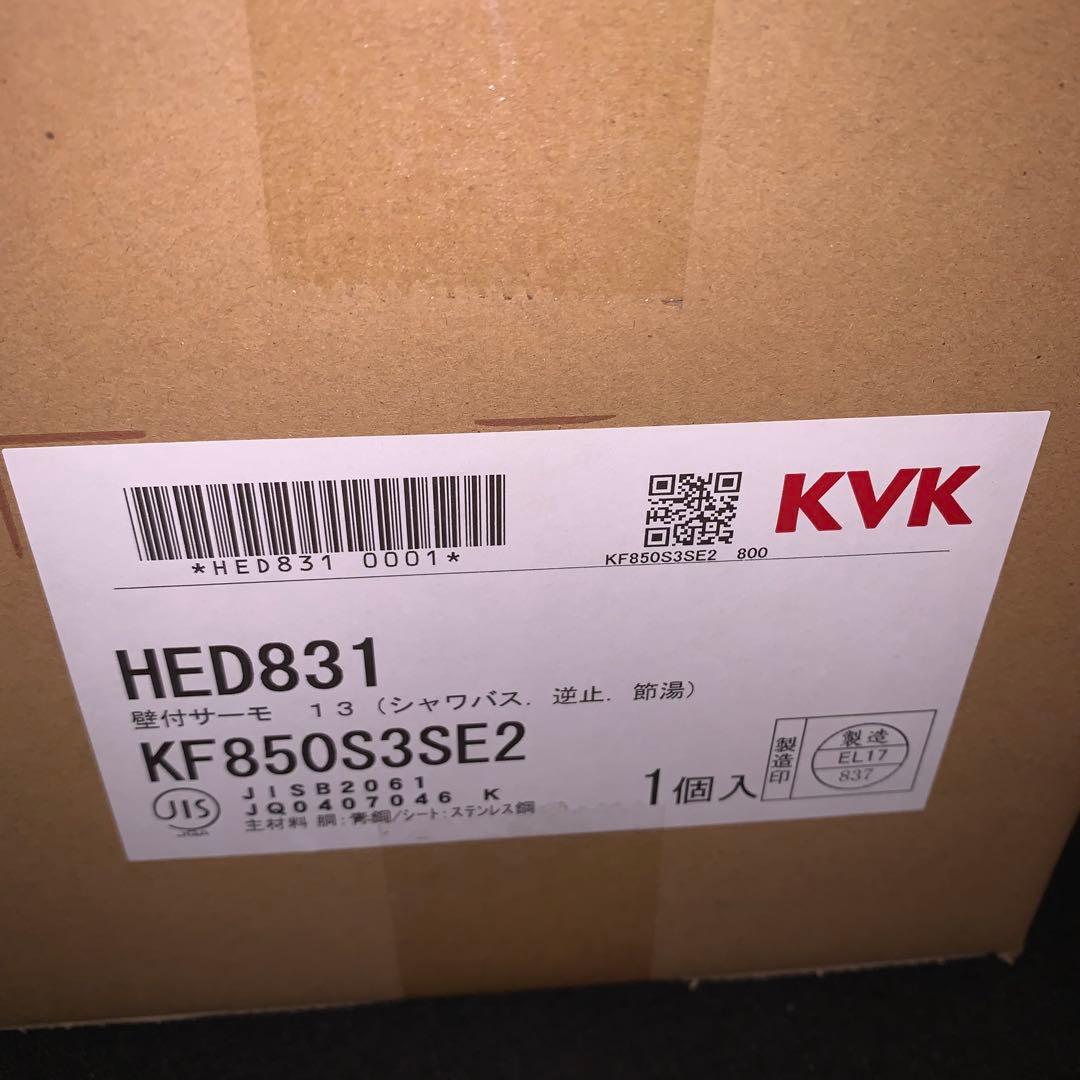 *HED831 0001*
KF850S3SE2 800
KVK
HED831
壁付サーモ 13 (シャワバス. 逆止. 節湯)
KF850S3SE2
JIS
JISB2061
JQ0407046 K
主材料 胴:青銅/シート:ステンレス鋼
1個入
製造印
製造
EL17
837